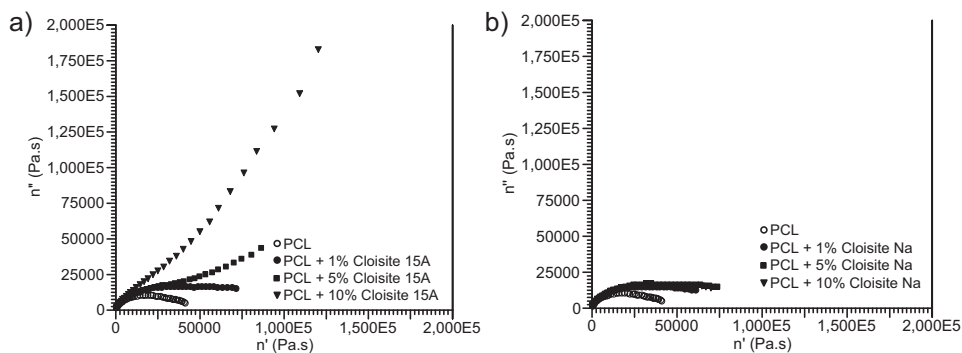 a)
2,000E5
1,750E5
1,500E5
1,250E5
1,000E5
75000
50000
25000
0
n" (Pa.s)
PCL
PCL + 1% Cloisite 15A
PCL + 5% Cloisite 15A
PCL + 10% Cloisite 15A
0 50000 1,000E5 1,500E5 2,000E5
n' (Pa.s)
b)
2,000E5
1,750E5
1,500E5
1,250E5
1,000E5
75000
50000
25000
0
n" (Pa.s)
PCL
PCL + 1% Cloisite Na
PCL + 5% Cloisite Na
PCL + 10% Cloisite Na
0 50000 1,000E5 1,500E5 2,000E5
n' (Pa.s)